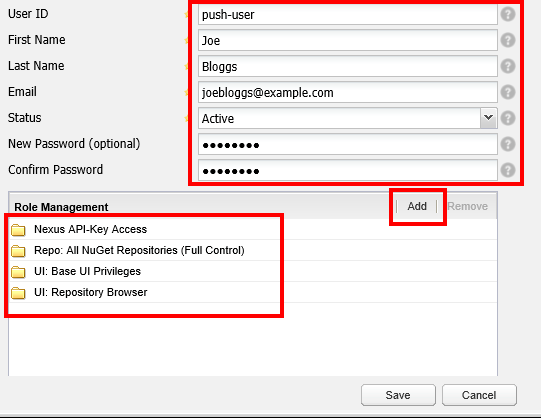 User ID push-user
First Name Joe
Last Name Bloggs
Email joebloggs@example.com
Status Active
New Password (optional) ●●●●●●●●
Confirm Password ●●●●●●●●
Role Management Add Remove
Nexus API-Key Access
Repo: All NuGet Repositories (Full Control)
UI: Base UI Privileges
UI: Repository Browser
Save Cancel